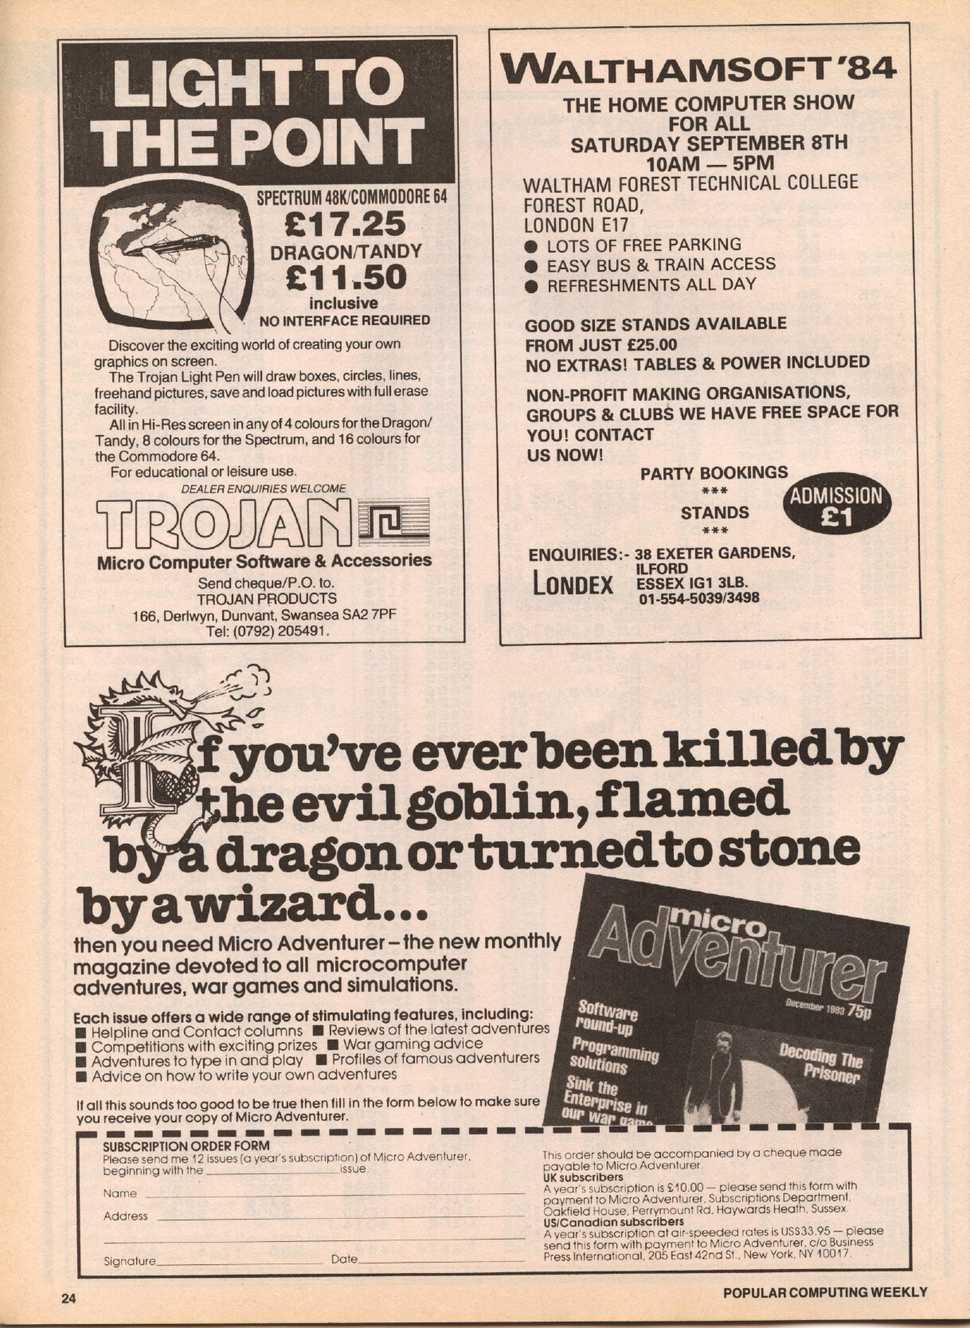 LIGHT TO
THE POINT
SPECTRUM 48K/COMMODORE 64
£17.25
DRAGON/TANDY
£11.50
inclusive
NO INTERFACE REQUIRED
TROJAN
Discover the exciting world of creating your own
graphics on screen.
The Trojan Light Pen will draw boxes, circles, lines,
freehand pictures, save and load pictures with full erase
facility.
All in Hi-Res screen in any of 4 colours for the Dragon/
Tandy, 8 colours for the Spectrum, and 16 colours for
the Commodore 64.
For educational or leisure use.
DEALER ENQUIRIES WELCOME
TROJAN
Micro Computer Software & Accessories
Send cheque/P.O. to.
TROJAN PRODUCTS
166, Derlwyn, Dunvant, Swansea SA2 7PF
Tel: (0792) 205491.
WALTHAMSOFT '84
THE HOME COMPUTER SHOW
FOR ALL
SATURDAY SEPTEMBER 8TH
10AM — 5PM
WALTHAM FOREST TECHNICAL COLLEGE
FOREST ROAD,
LONDON E17
● LOTS OF FREE PARKING
● EASY BUS & TRAIN ACCESS
● REFRESHMENTS ALL DAY
GOOD SIZE STANDS AVAILABLE
FROM JUST £25.00
NO EXTRAS! TABLES & POWER INCLUDED
NON-PROFIT MAKING ORGANISATIONS,
GROUPS & CLUBS WE HAVE FREE SPACE FOR
YOU! CONTACT
US NOW!
PARTY BOOKINGS
***
STANDS
***
ADMISSION
£1
ENQUIRIES:- 38 EXETER GARDENS,
ILFORD
LONDEX ESSEX IG1 3LB.
01-554-5039/3498
If you've ever been killed by
the evil goblin, flamed
by a dragon or turned to stone
by a wizard...
then you need Micro Adventurer – the new monthly
magazine devoted to all microcomputer
adventures, war games and simulations.
Each issue offers a wide range of stimulating features, including:
■ Helpline and Contact columns ■ Reviews of the latest adventures
■ Competitions with exciting prizes ■ War gaming advice
■ Adventures to type in and play ■ Profiles of famous adventurers
■ Advice on how to write your own adventures
If all this sounds too good to be true then fill in the form below to make sure
you receive your copy of Micro Adventurer.
micro
Adventurer
December 1983 75p
Software
round-up
Programming
solutions
Sink the
Enterprise in
our war game
Decoding The
Prisoner
SUBSCRIPTION ORDER FORM
Please send me 12 issues (a year's subscription) of Micro Adventurer,
beginning with the ____ issue.
Name
Address
Signature____ Date____
This order should be accompanied by a cheque made
payable to Micro Adventurer.
UK subscribers
A year's subscription is £10.00 — please send this form with
payment to Micro Adventurer, Subscriptions Department,
Oakfield House, Perrymount Rd, Haywards Heath, Sussex.
US/Canadian subscribers
A year's subscription at air-speeded rates is US$33.95 — please
send this form with payment to Micro Adventurer, c/o Business
Press International, 205 East 42nd St., New York, NY 10017.
24
POPULAR COMPUTING WEEKLY